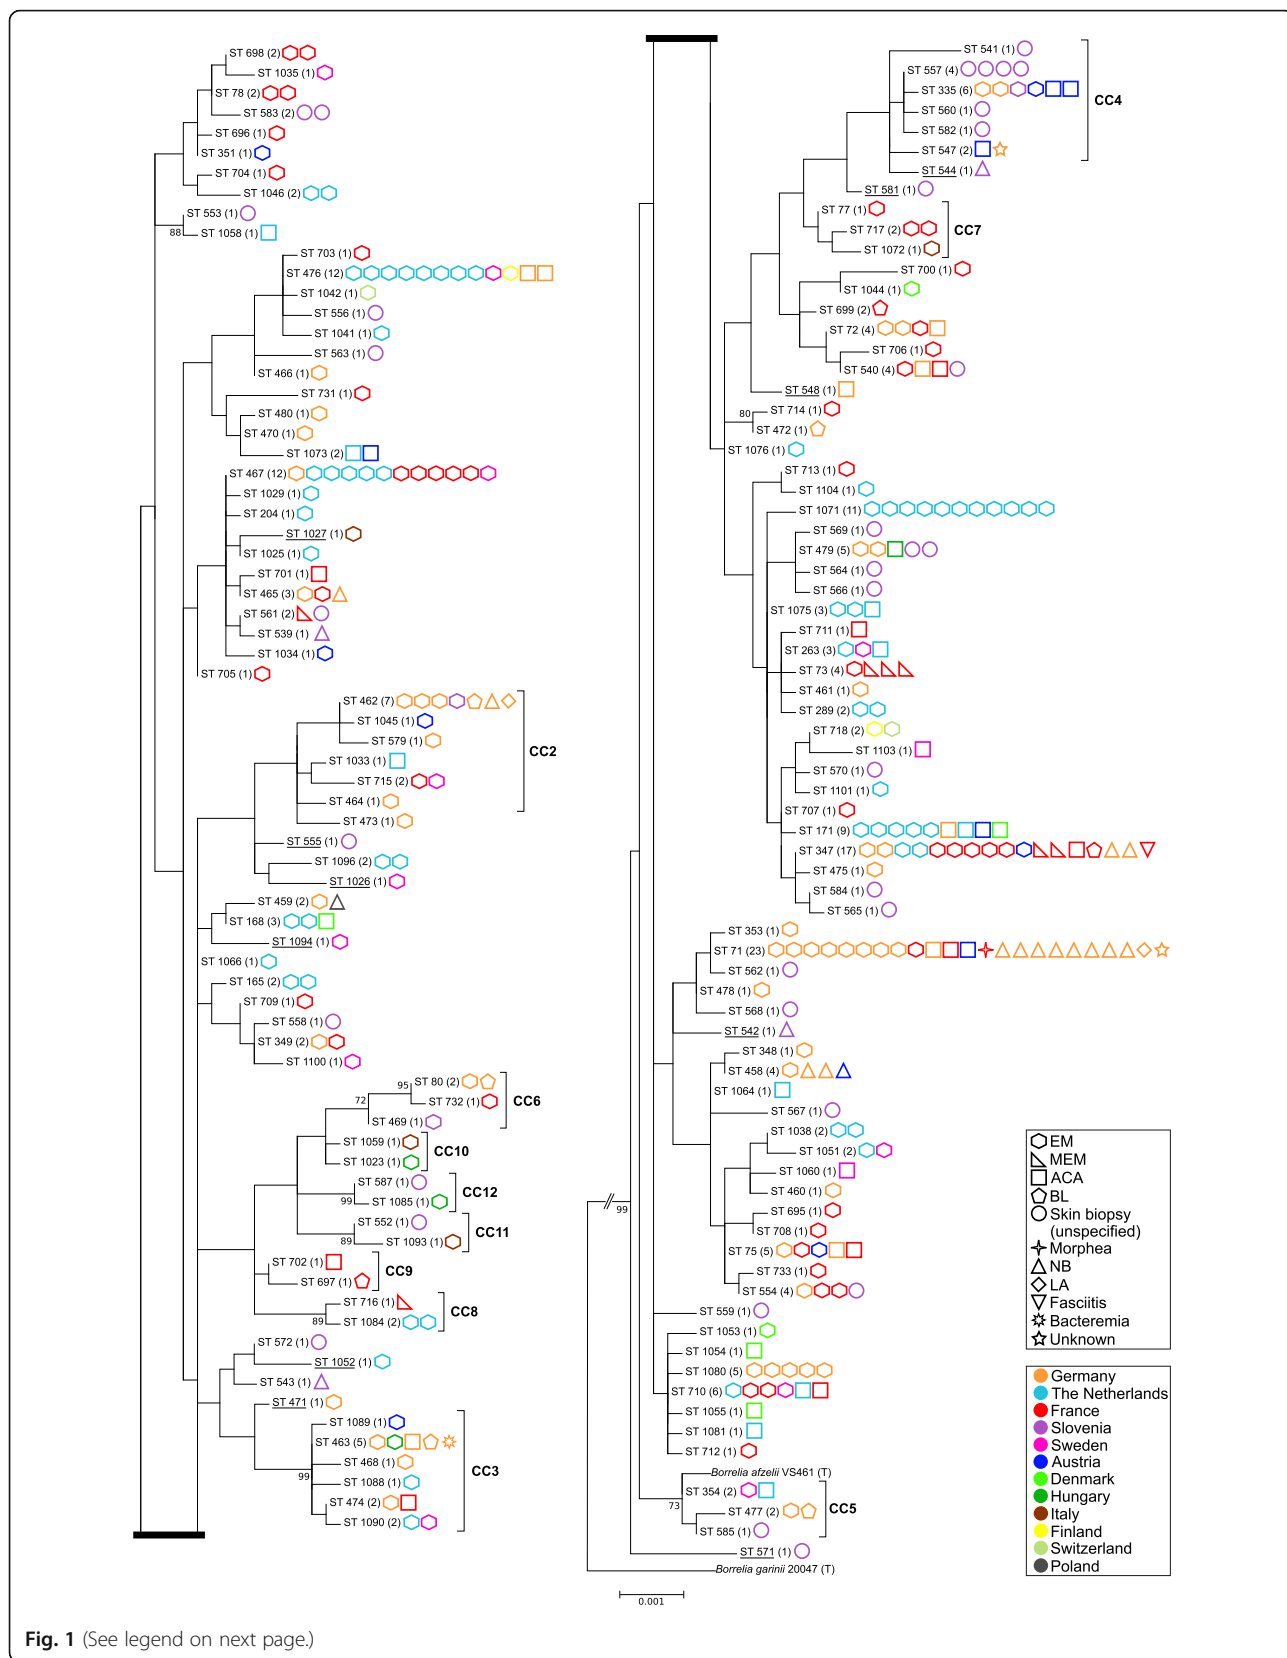 ST 698 (2)
ST 1035 (1)
ST 78 (2)
ST 583 (2)
ST 696 (1)
ST 351 (1)
ST 704 (1)
ST 1046 (2)
ST 553 (1)
88
ST 1058 (1)
ST 703 (1)
ST 476 (12)
ST 1042 (1)
ST 556 (1)
ST 1041 (1)
ST 563 (1)
ST 466 (1)
ST 731 (1)
ST 480 (1)
ST 470 (1)
ST 1073 (2)
ST 467 (12)
ST 1029 (1)
ST 204 (1)
ST 1027 (1)
ST 1025 (1)
ST 701 (1)
ST 465 (3)
ST 561 (2)
ST 539 (1)
ST 1034 (1)
ST 705 (1)
ST 462 (7)
ST 1045 (1)
ST 579 (1)
CC2
ST 1033 (1)
ST 715 (2)
ST 464 (1)
ST 473 (1)
ST 555 (1)
ST 1096 (2)
ST 1026 (1)
ST 459 (2)
ST 168 (3)
ST 1094 (1)
ST 1066 (1)
ST 165 (2)
ST 709 (1)
ST 558 (1)
ST 349 (2)
ST 1100 (1)
95
ST 80 (2)
72
ST 732 (1)
CC6
ST 469 (1)
ST 1059 (1)
CC10
ST 1023 (1)
ST 587 (1)
CC12
99
ST 1085 (1)
ST 552 (1)
CC11
89
ST 1093 (1)
ST 702 (1)
CC9
ST 697 (1)
ST 716 (1)
CC8
89
ST 1084 (2)
ST 572 (1)
ST 1052 (1)
ST 543 (1)
ST 471 (1)
ST 1089 (1)
ST 463 (5)
ST 468 (1)
CC3
99
ST 1088 (1)
ST 474 (2)
ST 1090 (2)
ST 541 (1)
ST 557 (4)
ST 335 (6)
CC4
ST 560 (1)
ST 582 (1)
ST 547 (2)
ST 544 (1)
ST 581 (1)
ST 77 (1)
ST 717 (2)
CC7
ST 1072 (1)
ST 700 (1)
ST 1044 (1)
ST 699 (2)
ST 72 (4)
ST 706 (1)
ST 540 (4)
ST 548 (1)
80
ST 714 (1)
ST 472 (1)
ST 1076 (1)
ST 713 (1)
ST 1104 (1)
ST 1071 (11)
ST 569 (1)
ST 479 (5)
ST 564 (1)
ST 566 (1)
ST 1075 (3)
ST 711 (1)
ST 263 (3)
ST 73 (4)
ST 461 (1)
ST 289 (2)
ST 718 (2)
ST 1103 (1)
ST 570 (1)
ST 1101 (1)
ST 707 (1)
ST 171 (9)
ST 347 (17)
ST 475 (1)
ST 584 (1)
ST 565 (1)
ST 353 (1)
ST 71 (23)
ST 562 (1)
ST 478 (1)
ST 568 (1)
ST 542 (1)
ST 348 (1)
ST 458 (4)
ST 1064 (1)
ST 567 (1)
ST 1038 (2)
ST 1051 (2)
ST 1060 (1)
ST 460 (1)
99
ST 695 (1)
ST 708 (1)
ST 75 (5)
ST 733 (1)
ST 554 (4)
ST 559 (1)
ST 1053 (1)
ST 1054 (1)
ST 1080 (5)
ST 710 (6)
ST 1055 (1)
ST 1081 (1)
ST 712 (1)
Borrelia afzelii VS461 (T)
ST 354 (2)
73
ST 477 (2)
CC5
ST 585 (1)
ST 571 (1)
Borrelia garinii 20047 (T)
0.001
EM
MEM
ACA
BL
Skin biopsy
(unspecified)
Morphea
NB
LA
Fasciitis
Bacteremia
Unknown
Germany
The Netherlands
France
Slovenia
Sweden
Austria
Denmark
Hungary
Italy
Finland
Switzerland
Poland
Fig. 1 (See legend on next page.)